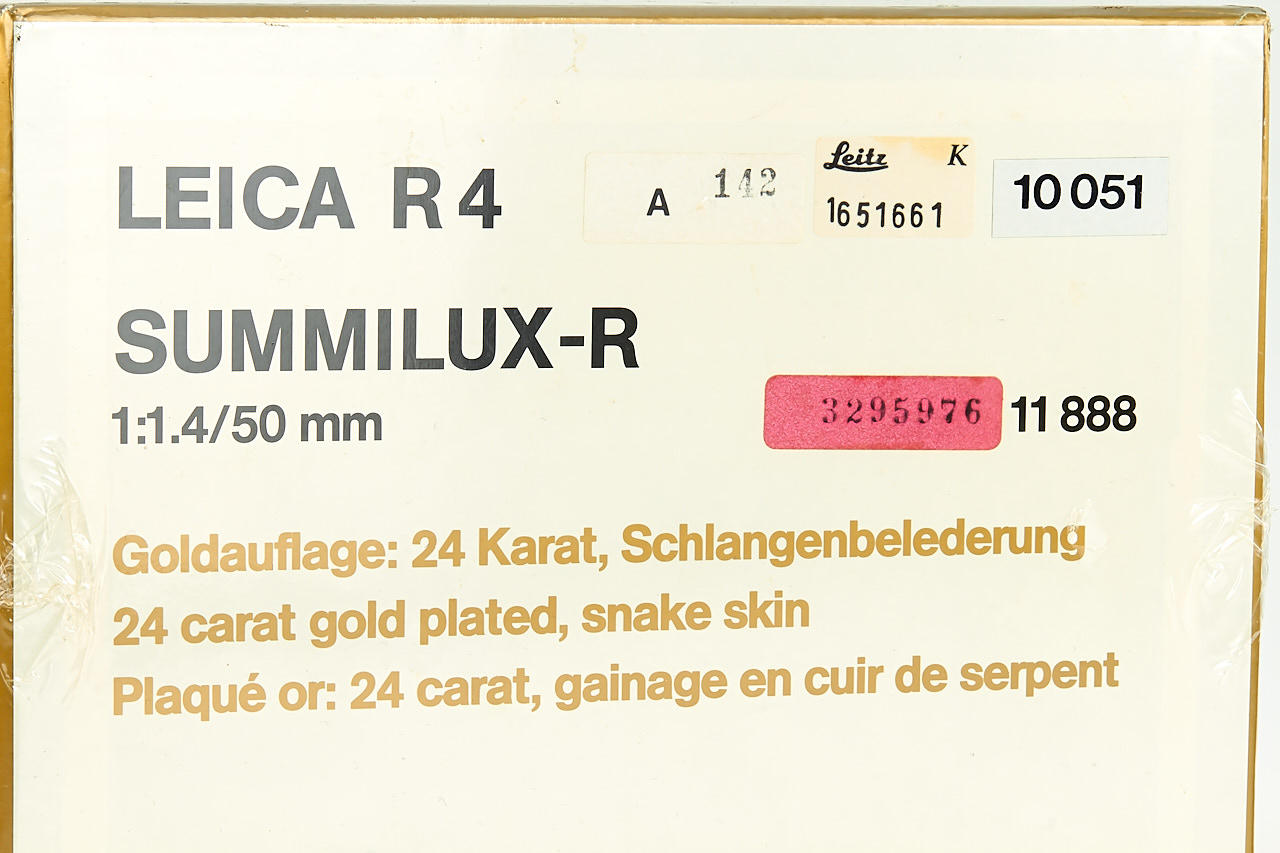 LEICA R4 A 142 Leitz K 1651661 10 051
SUMMILUX-R
1:1.4/50 mm 3295976 11 888
Goldauflage: 24 Karat, Schlangenbelederung
24 carat gold plated, snake skin
Plaqué or: 24 carat, gainage en cuir de serpent